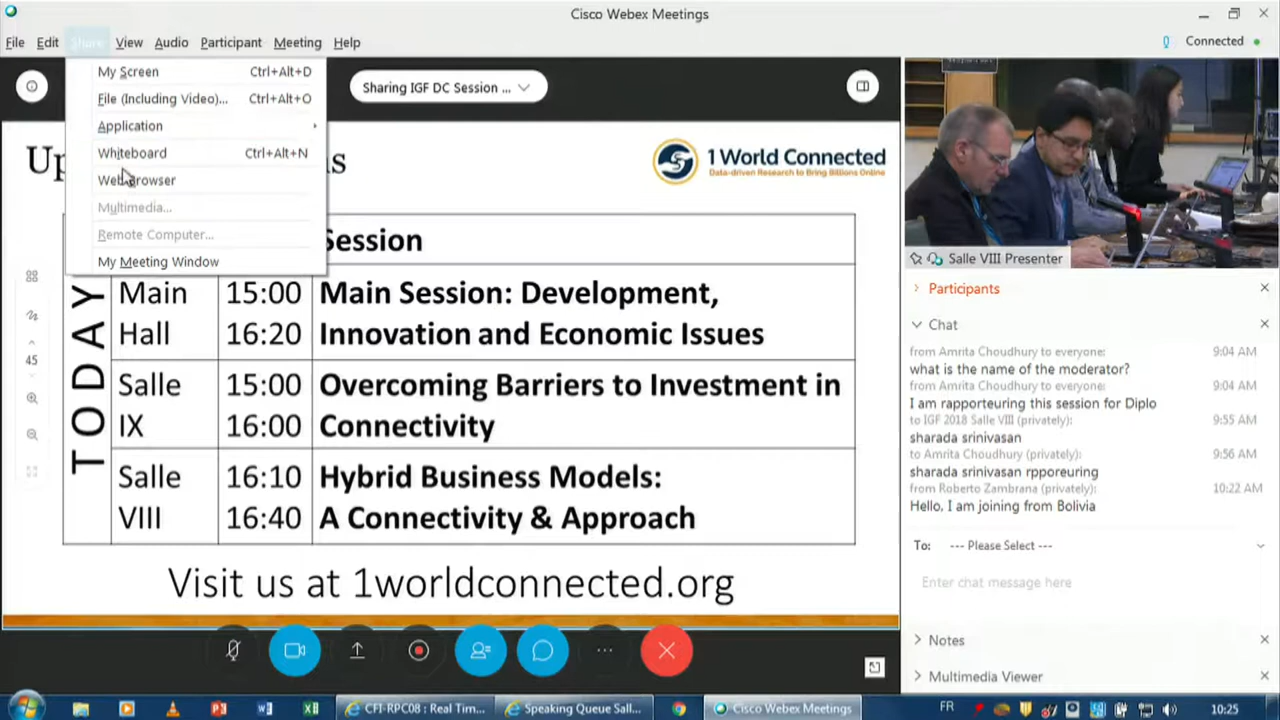 Cisco Webex Meetings
File Edit Share View Audio Participant Meeting Help
Connected
My Screen Ctrl+Alt+D
File (Including Video)... Ctrl+Alt+O
Application
Whiteboard Ctrl+Alt+N
Web Browser
Multimedia...
Remote Computer...
My Meeting Window
Sharing IGF DC Session ...
1 World Connected
Data-driven Research to Bring Billions Online
Session
TODAY
Main Hall 15:00 16:20 Main Session: Development, Innovation and Economic Issues
Salle IX 15:00 16:00 Overcoming Barriers to Investment in Connectivity
Salle VIII 16:10 16:40 Hybrid Business Models: A Connectivity & Approach
Visit us at 1worldconnected.org
45
Salle VIII Presenter
Participants
Chat
from Amrita Choudhury to everyone: 9:04 AM
what is the name of the moderator?
from Amrita Choudhury to everyone: 9:04 AM
I am rapporteuring this session for Diplo
to IGF 2018 Salle VIII (privately): 9:55 AM
sharada srinivasan
to Amrita Choudhury (privately): 9:56 AM
sharada srinivasan rpporeuring
from Roberto Zambrana (privately): 10:22 AM
Hello, I am joining from Bolivia
To: --- Please Select ---
Enter chat message here
Notes
Multimedia Viewer
CFI-RPC08 : Real Tim...
Speaking Queue Sall...
Cisco Webex Meetings
FR
10:25